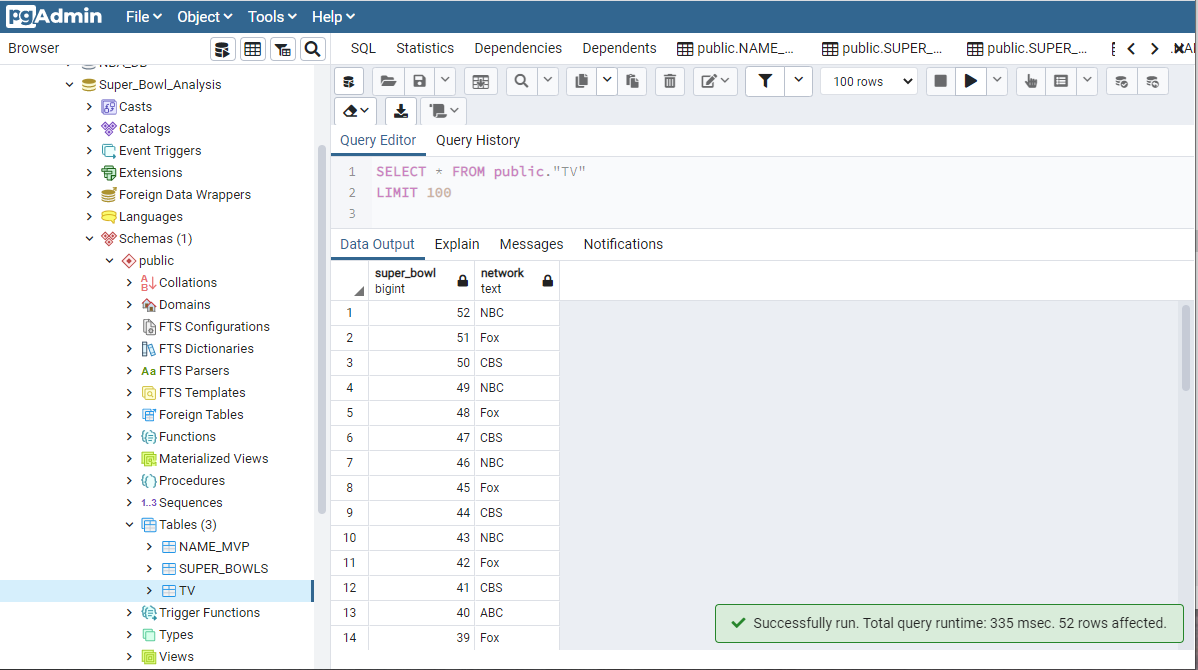 pgAdmin File Object Tools Help
Browser
SQL Statistics Dependencies Dependents public.NAME_... public.SUPER_... public.SUPER_...
Super_Bowl_Analysis
Casts
Catalogs
Event Triggers
Extensions
Foreign Data Wrappers
Languages
Schemas (1)
public
Collations
Domains
FTS Configurations
FTS Dictionaries
Aa FTS Parsers
FTS Templates
Foreign Tables
Functions
Materialized Views
Procedures
1..3 Sequences
Tables (3)
NAME_MVP
SUPER_BOWLS
TV
Trigger Functions
Types
Views
100 rows
Query Editor Query History
1 SELECT * FROM public."TV"
2 LIMIT 100
3
Data Output Explain Messages Notifications
super_bowl network
bigint text
1 52 NBC
2 51 Fox
3 50 CBS
4 49 NBC
5 48 Fox
6 47 CBS
7 46 NBC
8 45 Fox
9 44 CBS
10 43 NBC
11 42 Fox
12 41 CBS
13 40 ABC
14 39 Fox
Successfully run. Total query runtime: 335 msec. 52 rows affected.